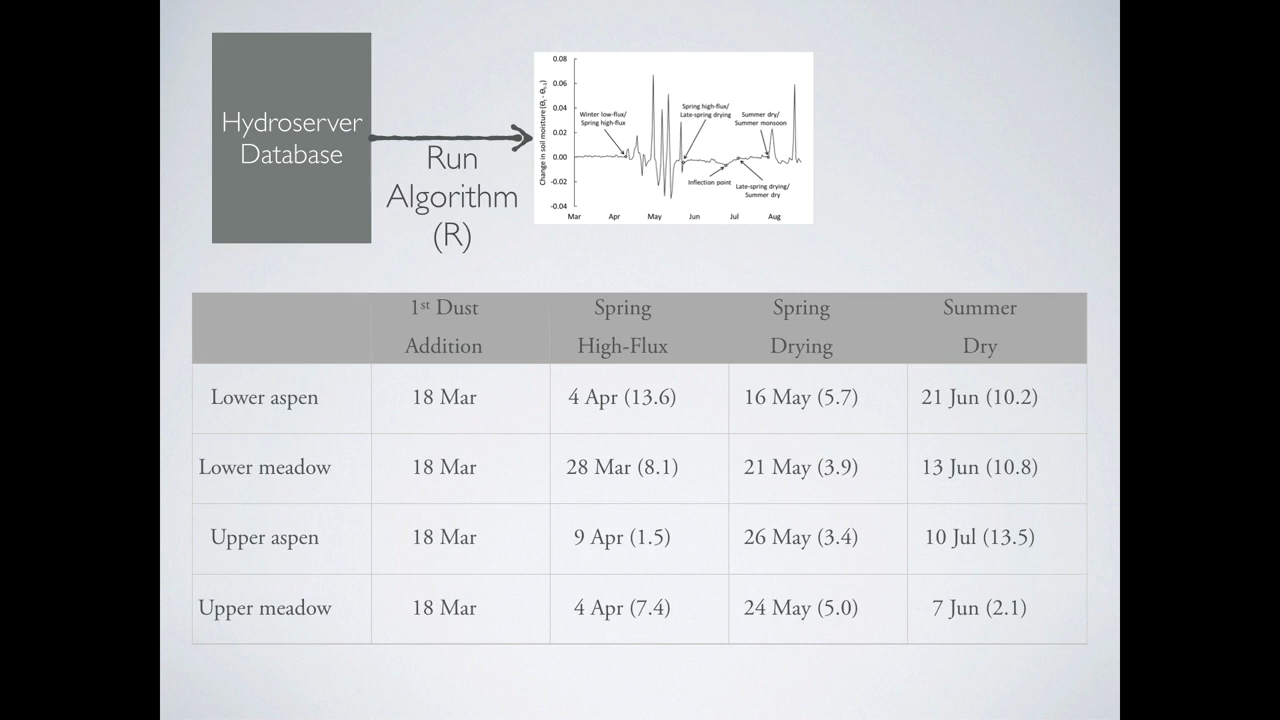 Hydroserver
Database
Run
Algorithm
(R)
Change in soil moisture (Θt - Θt-1)
0.08
0.06
0.04
0.02
0.00
-0.02
-0.04
Winter low-flux/
Spring high-flux
Spring high-flux/
Late-spring drying
Summer dry/
Summer monsoon
Inflection point
Late-spring drying/
Summer dry
Mar Apr May Jun Jul Aug
1st Dust Addition Spring High-Flux Spring Drying Summer Dry
Lower aspen 18 Mar 4 Apr (13.6) 16 May (5.7) 21 Jun (10.2)
Lower meadow 18 Mar 28 Mar (8.1) 21 May (3.9) 13 Jun (10.8)
Upper aspen 18 Mar 9 Apr (1.5) 26 May (3.4) 10 Jul (13.5)
Upper meadow 18 Mar 4 Apr (7.4) 24 May (5.0) 7 Jun (2.1)